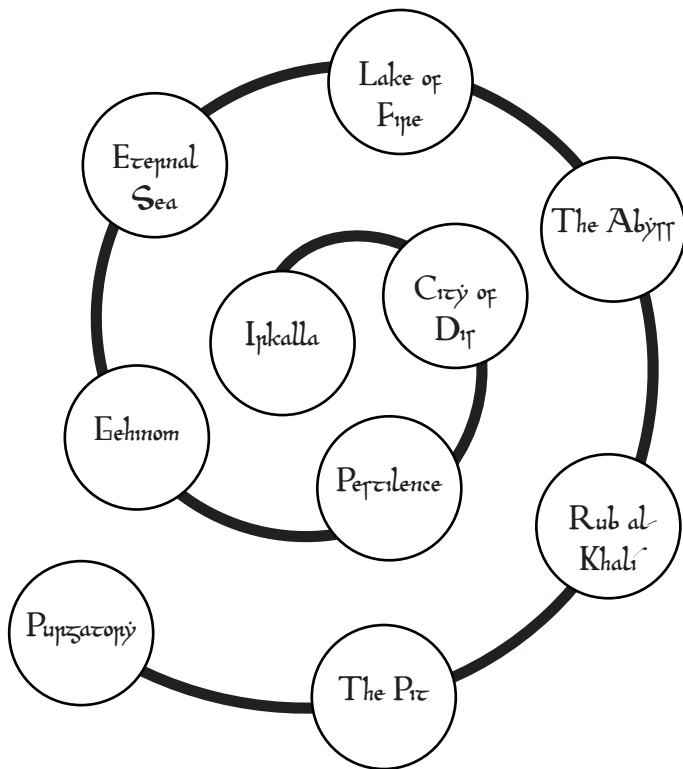 Lake of
Fire
Eternal
Sea
The Abyss
City of
Dis
Irkalla
Gehinom
Pestilence
Rub al-
Khali
Purgatory
The Pit